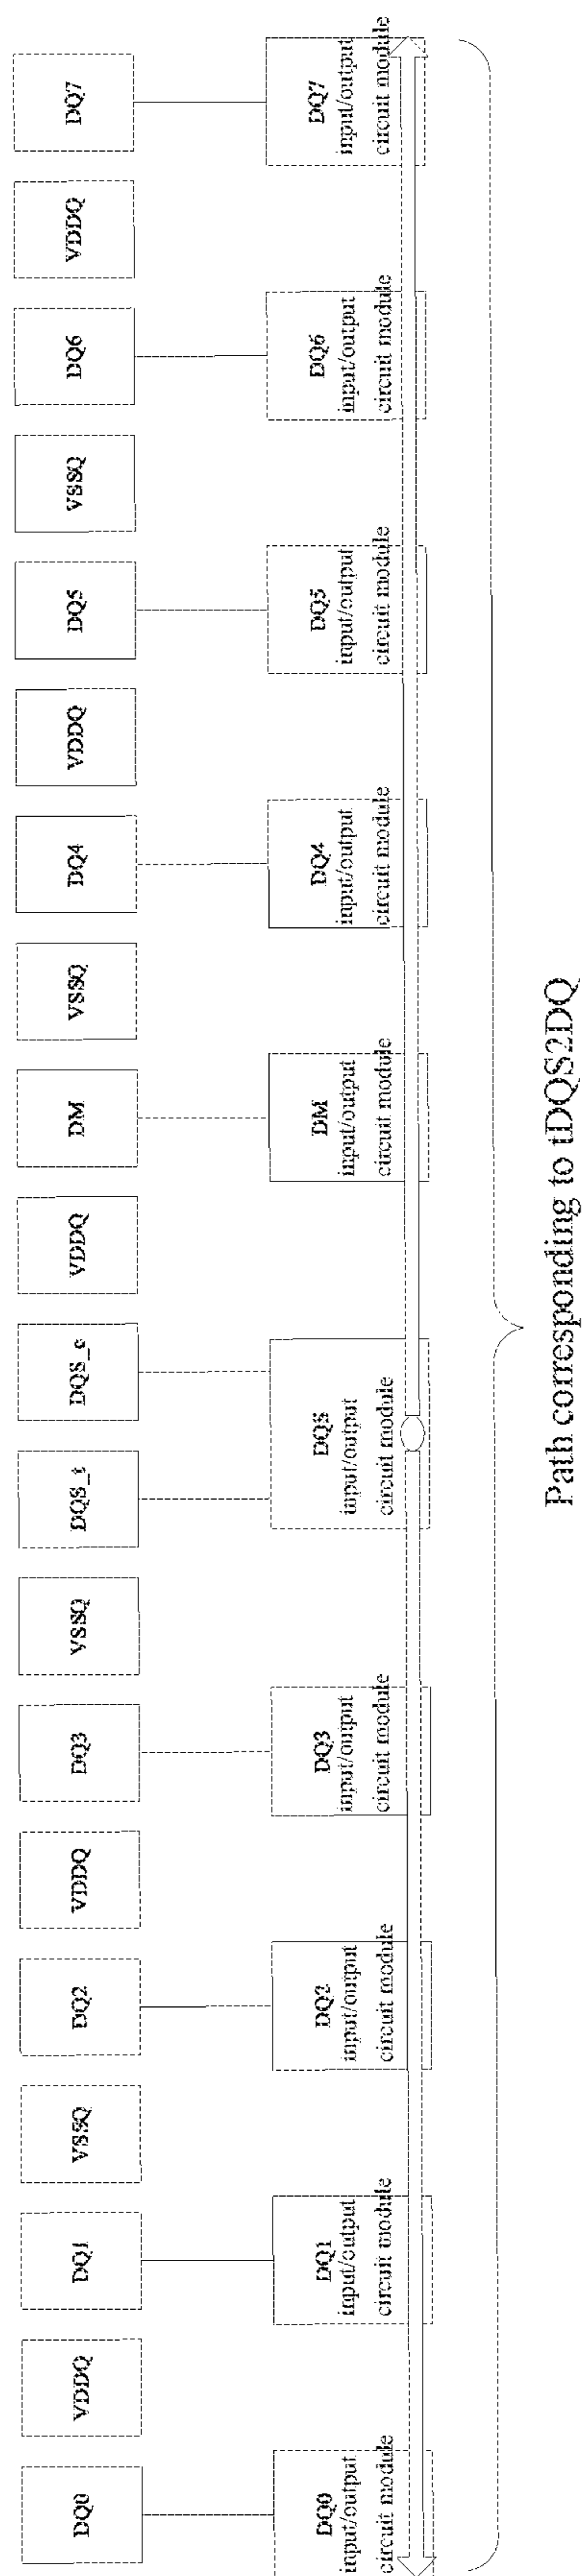 DQ0
VDDQ
DQ1
VSSQ
DQ2
VDDQ
DQ3
VSSQ
DQS_t
DQS_c
VDDQ
DM
VSSQ
DQ4
VDDQ
DQ5
VSSQ
DQ6
VDDQ
DQ7
DQ0
input/output
circuit module
DQ1
input/output
circuit module
DQ2
input/output
circuit module
DQ3
input/output
circuit module
DQS
input/output
circuit module
DM
input/output
circuit module
DQ4
input/output
circuit module
DQ5
input/output
circuit module
DQ6
input/output
circuit module
DQ7
input/output
circuit module
Path corresponding to tDQS2DQ